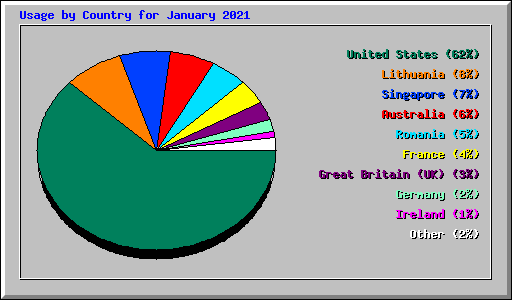 Usage by Country for January 2021
United States (62%)
Lithuania (8%)
Singapore (7%)
Australia (6%)
Romania (5%)
France (4%)
Great Britain (UK) (3%)
Germany (2%)
Ireland (1%)
Other (2%)